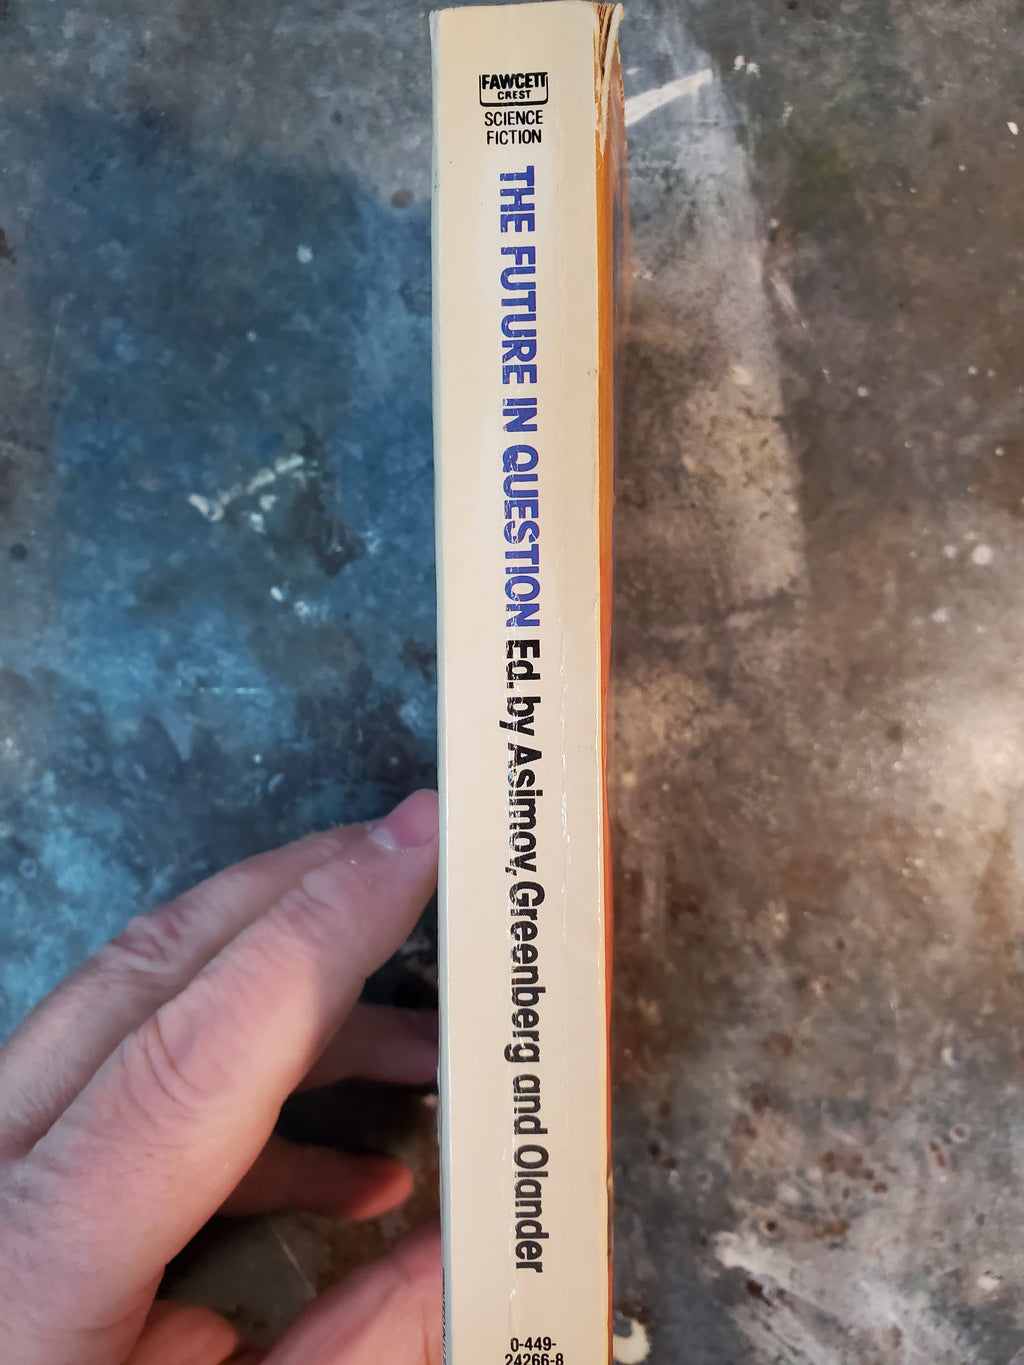 FAWCETT
CREST
SCIENCE
FICTION
THE FUTURE IN QUESTION Ed. by Asimov, Greenberg and Olander
0-449-
24266-8